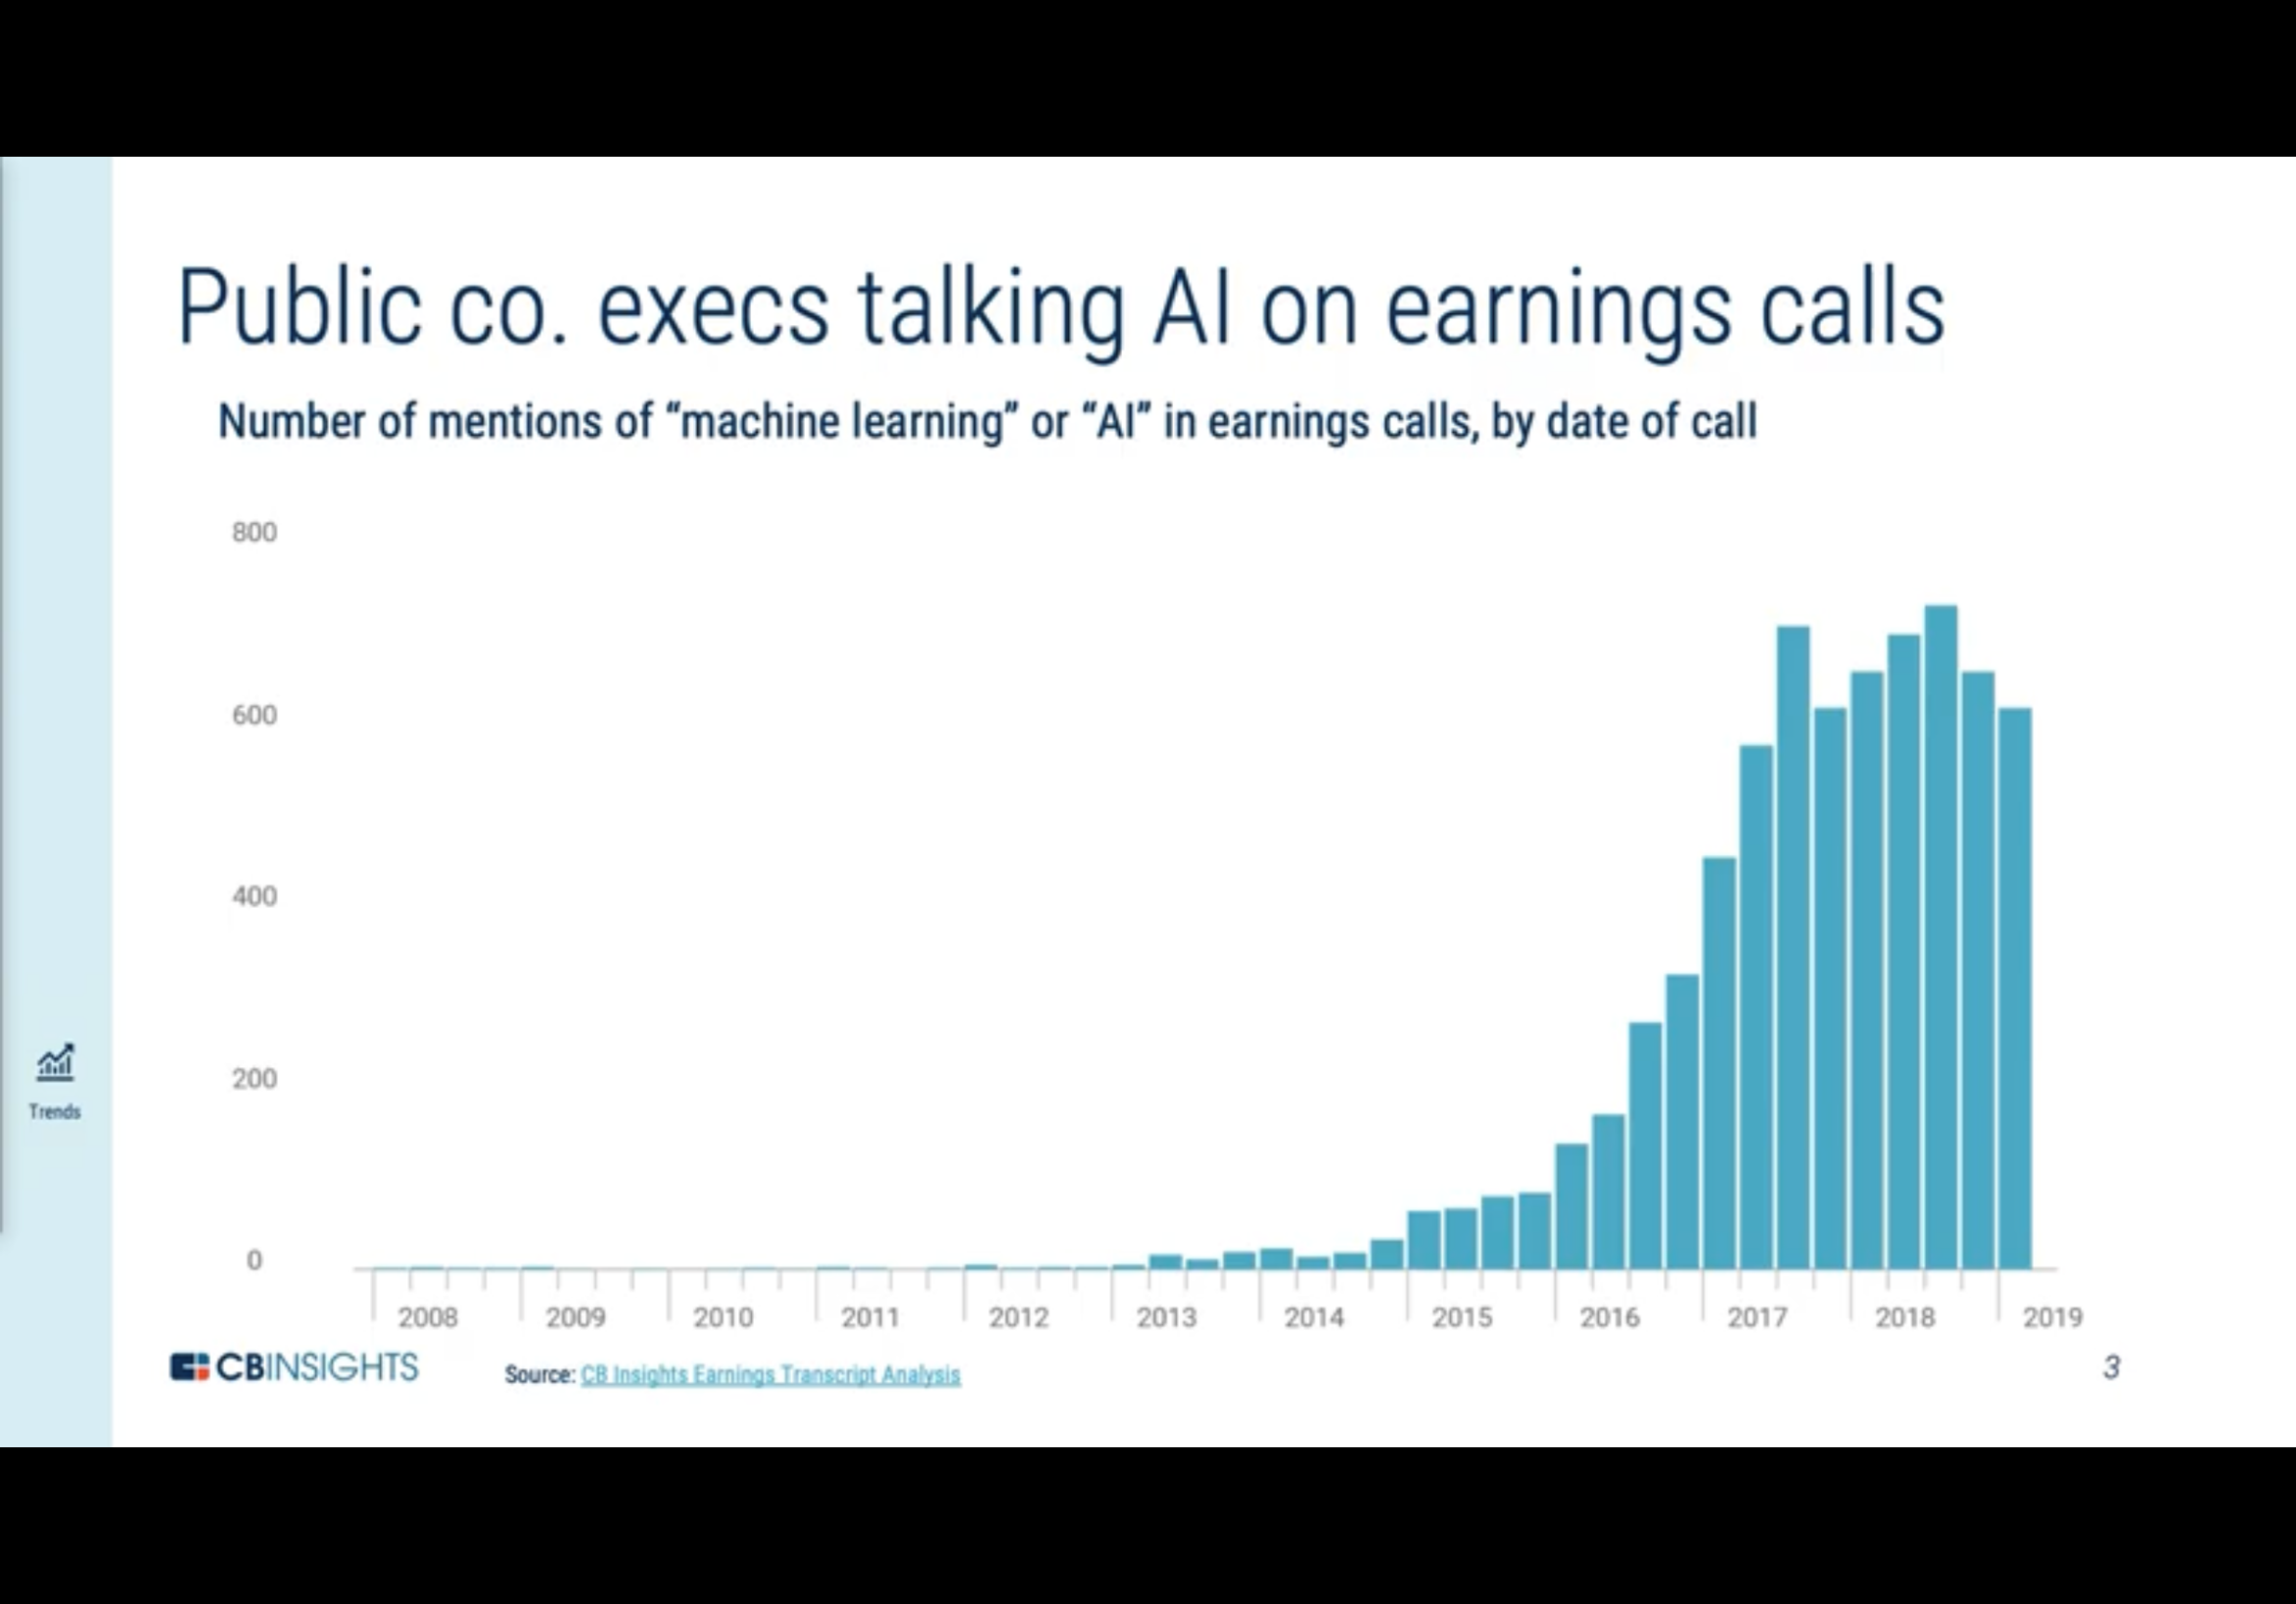 Public co. execs talking AI on earnings calls
Number of mentions of “machine learning” or “AI” in earnings calls, by date of call
800
600
400
200
0
2008 2009 2010 2011 2012 2013 2014 2015 2016 2017 2018 2019
Trends
CBINSIGHTS
Source: CB Insights Earnings Transcript Analysis
3